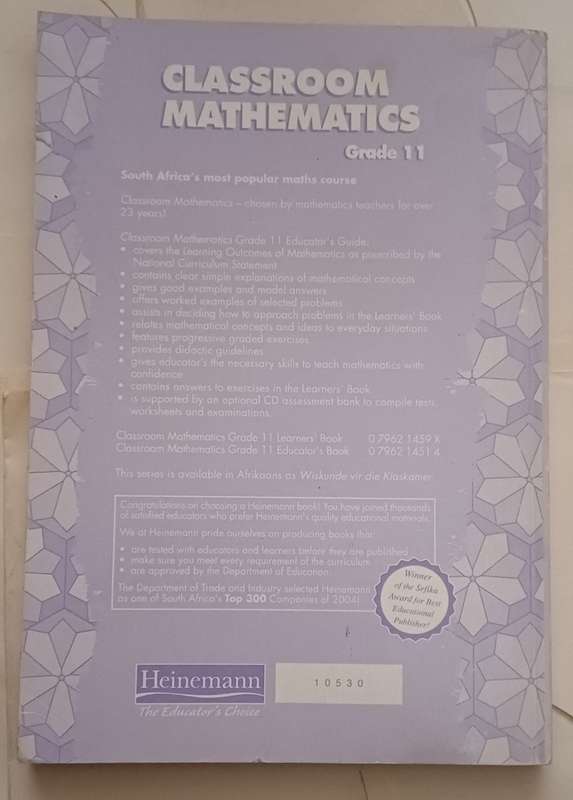 CLASSROOM
MATHEMATICS
Grade 11
South Africa's most popular maths course
Classroom Mathematics – chosen by mathematics teachers for over
23 years!
Classroom Mathematics Grade 11 Educator's Guide:
• covers the Learning Outcomes of Mathematics as prescribed by the
National Curriculum Statement
• contains clear simple explanations of mathematical concepts
• gives good examples and model answers
• offers worked examples of selected problems
• assists in deciding how to approach problems in the Learners' Book
• relates mathematical concepts and ideas to everyday situations
• features progressive graded exercises
• provides didactic guidelines
• gives educator's the necessary skills to teach mathematics with
confidence
• contains answers to exercises in the Learners' Book
• is supported by an optional CD assessment bank to compile tests,
worksheets and examinations.
Classroom Mathematics Grade 11 Learners' Book 0 7962 1459 X
Classroom Mathematics Grade 11 Educator's Book 0 7962 1451 4
This series is available in Afrikaans as Wiskunde vir die Klaskamer.
Congratulations on choosing a Heinemann book! You have joined thousands
of satisfied educators who prefer Heinemann's quality educational materials.
We at Heinemann pride ourselves on producing books that:
• are tested with educators and learners before they are published
• make sure you meet every requirement of the curriculum
• are approved by the Department of Education.
The Department of Trade and Industry selected Heinemann
as one of South Africa's Top 300 Companies of 2004!
Winner
of the Sefika
Award for Best
Educational
Publisher!
Heinemann
The Educator's Choice
10530